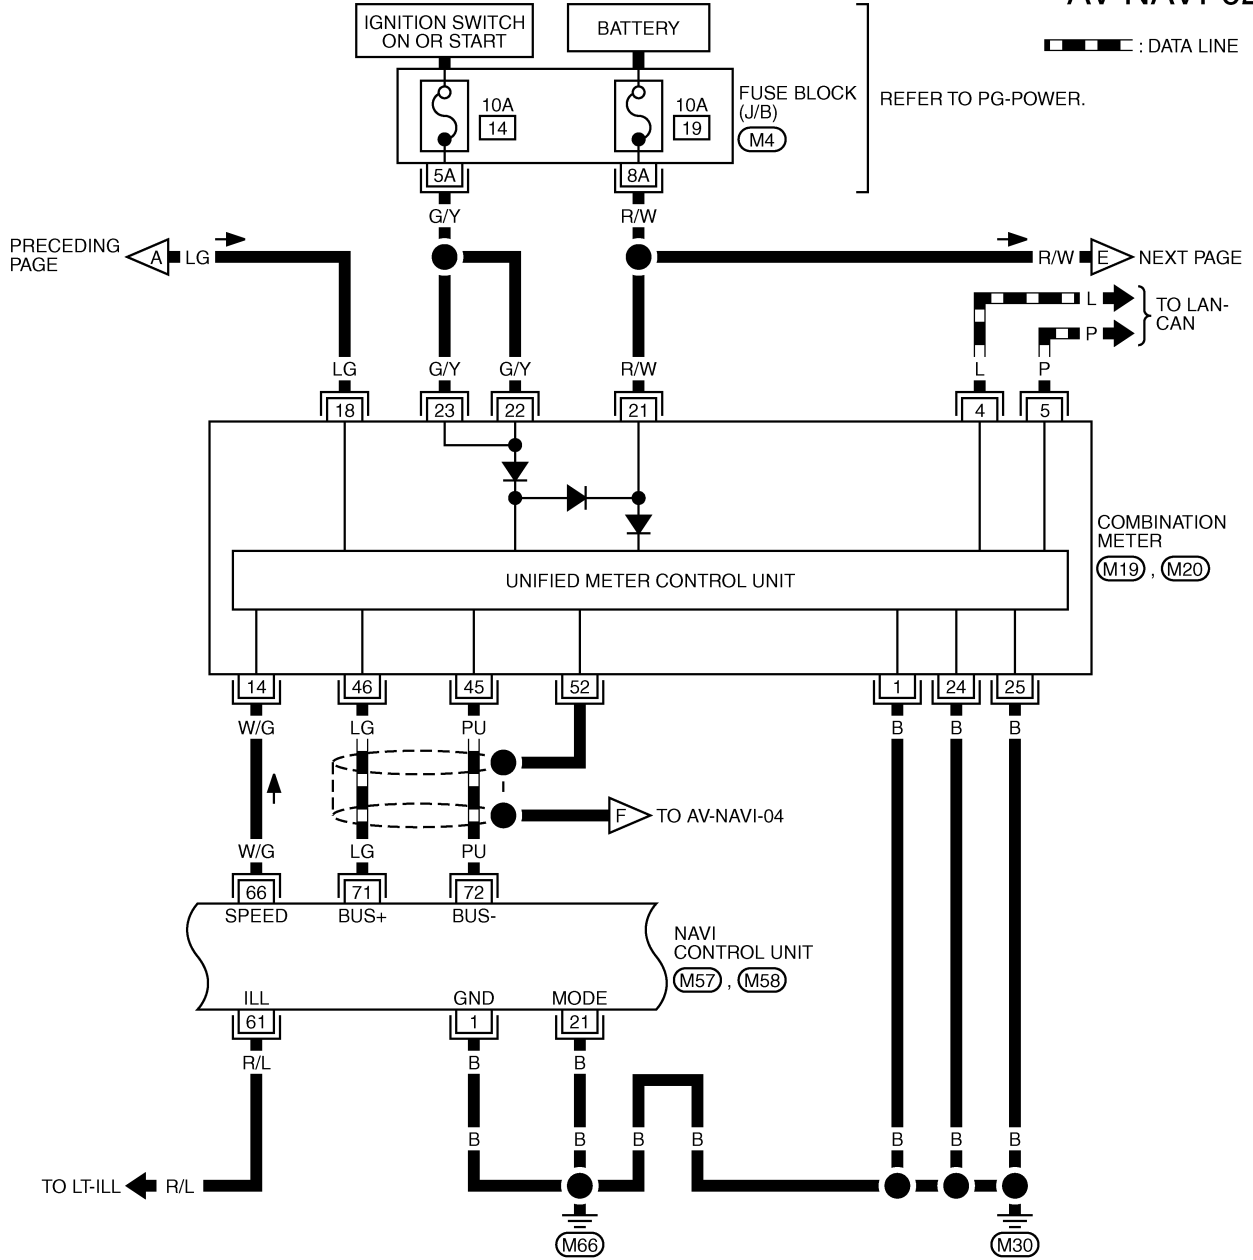 IGNITION SWITCH
ON OR START
BATTERY
: DATA LINE
10A
14
10A
19
FUSE BLOCK
(J/B)
M4
REFER TO PG-POWER.
5A
8A
G/Y
R/W
PRECEDING
PAGE
A
LG
R/W
E
NEXT PAGE
L
P
TO LAN-
CAN
LG
G/Y
G/Y
R/W
L
P
18
23
22
21
4
5
COMBINATION
METER
M19 , M20
UNIFIED METER CONTROL UNIT
14
46
45
52
1
24
25
W/G
LG
PU
B
B
B
F
TO AV-NAVI-04
W/G
LG
PU
66
71
72
SPEED
BUS+
BUS-
NAVI
CONTROL UNIT
M57 , M58
ILL
GND
MODE
61
1
21
R/L
B
B
B
B
B
B
B
B
B
TO LT-ILL
R/L
M66
M30